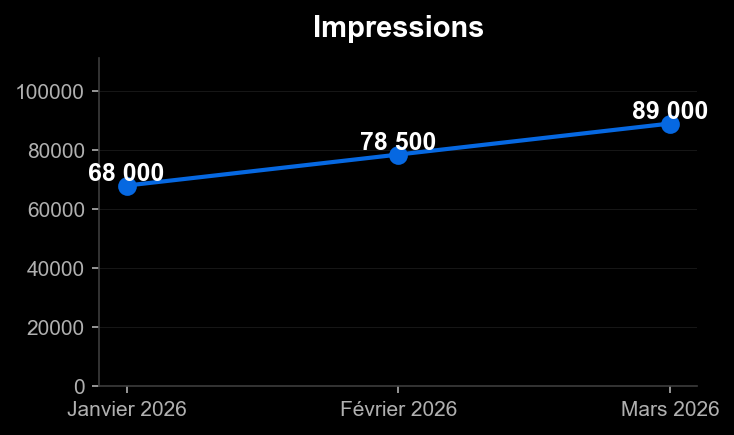 Impressions
100000
80000
60000
40000
20000
0
68 000
78 500
89 000
Janvier 2026
Février 2026
Mars 2026